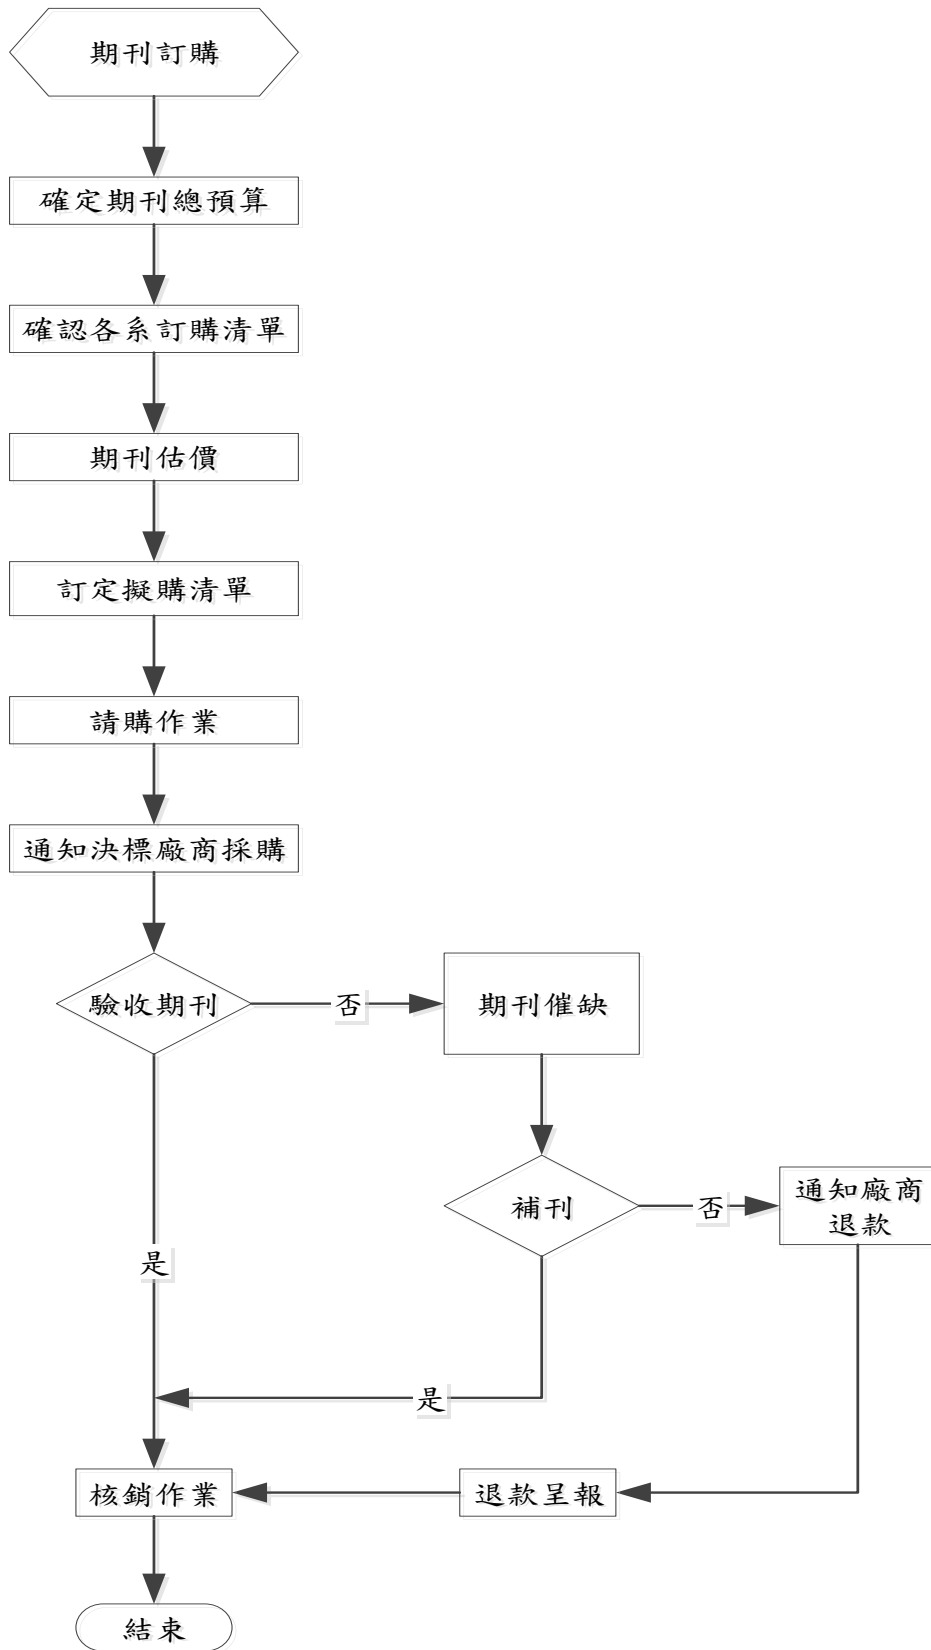 期刊訂購
確定期刊總預算
確認各系訂購清單
期刊估價
訂定擬購清單
請購作業
通知決標廠商採購
驗收期刊
否
期刊催缺
補刊
否
通知廠商
退款
是
是
核銷作業
退款呈報
結束